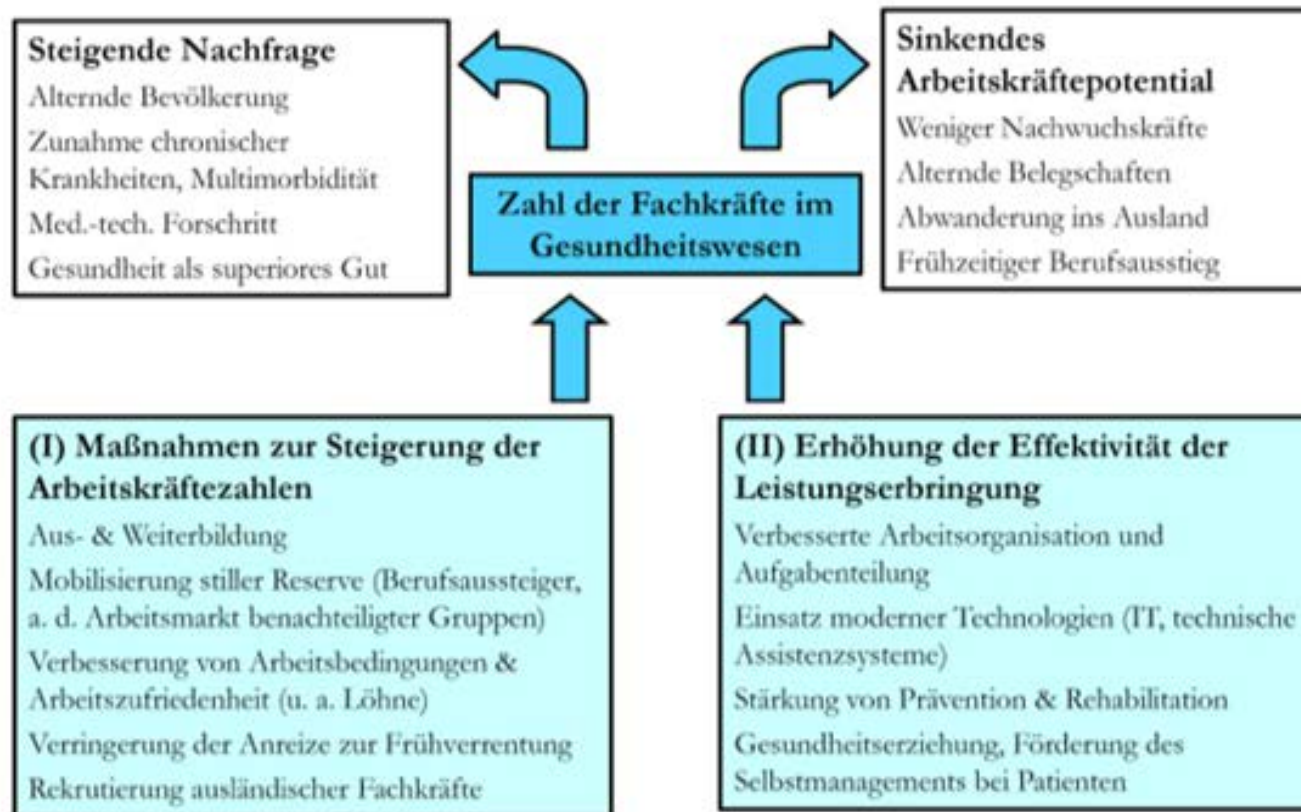 Steigende Nachfrage
Alternde Bevölkerung
Zunahme chronischer
Krankheiten, Multimorbidität
Med.-tech. Forschritt
Gesundheit als superiores Gut
Sinkendes
Arbeitskräftepotential
Weniger Nachwuchskräfte
Alternde Belegschaften
Abwanderung ins Ausland
Frühzeitiger Berufsausstieg
Zahl der Fachkräfte im
Gesundheitswesen
(I) Maßnahmen zur Steigerung der
Arbeitskräftezahlen
Aus- & Weiterbildung
Mobilisierung stiller Reserve (Berufsaussteiger,
a. d. Arbeitsmarkt benachteiligter Gruppen)
Verbesserung von Arbeitsbedingungen &
Arbeitszufriedenheit (u. a. Löhne)
Verringerung der Anreize zur Frühverrentung
Rekrutierung ausländischer Fachkräfte
(II) Erhöhung der Effektivität der
Leistungserbringung
Verbesserte Arbeitsorganisation und
Aufgabenteilung
Einsatz moderner Technologien (IT, technische
Assistenzsysteme)
Stärkung von Prävention & Rehabilitation
Gesundheitserziehung, Förderung des
Selbstmanagements bei Patienten